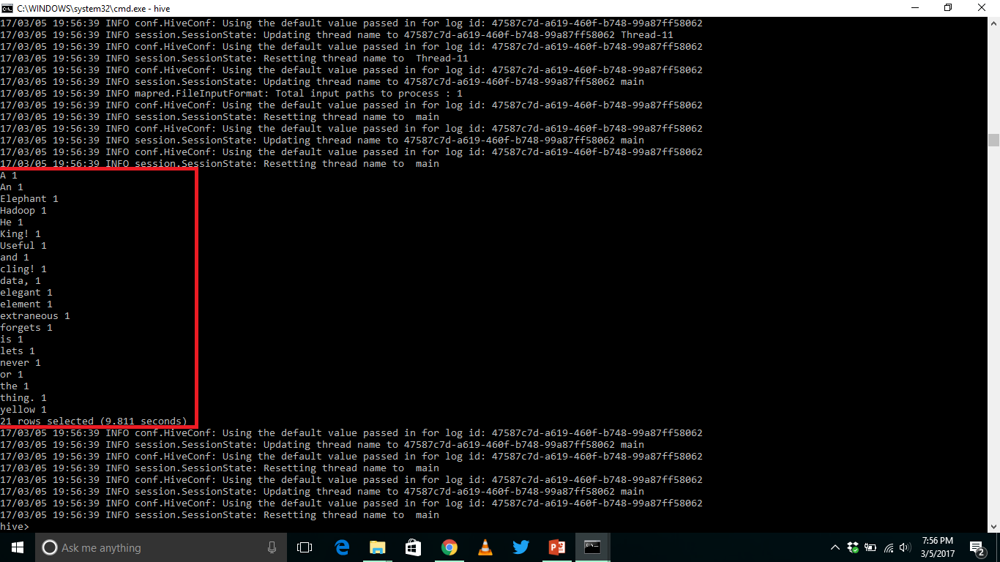 C:\WINDOWS\system32\cmd.exe - hive
17/03/05 19:56:39 INFO conf.HiveConf: Using the default value passed in for log id: 47587c7d-a619-460f-b748-99a87ff58062
17/03/05 19:56:39 INFO session.SessionState: Updating thread name to 47587c7d-a619-460f-b748-99a87ff58062 Thread-11
17/03/05 19:56:39 INFO conf.HiveConf: Using the default value passed in for log id: 47587c7d-a619-460f-b748-99a87ff58062
17/03/05 19:56:39 INFO session.SessionState: Resetting thread name to  Thread-11
17/03/05 19:56:39 INFO conf.HiveConf: Using the default value passed in for log id: 47587c7d-a619-460f-b748-99a87ff58062
17/03/05 19:56:39 INFO session.SessionState: Updating thread name to 47587c7d-a619-460f-b748-99a87ff58062 main
17/03/05 19:56:39 INFO mapred.FileInputFormat: Total input paths to process : 1
17/03/05 19:56:39 INFO conf.HiveConf: Using the default value passed in for log id: 47587c7d-a619-460f-b748-99a87ff58062
17/03/05 19:56:39 INFO session.SessionState: Resetting thread name to  main
17/03/05 19:56:39 INFO conf.HiveConf: Using the default value passed in for log id: 47587c7d-a619-460f-b748-99a87ff58062
17/03/05 19:56:39 INFO session.SessionState: Updating thread name to 47587c7d-a619-460f-b748-99a87ff58062 main
17/03/05 19:56:39 INFO conf.HiveConf: Using the default value passed in for log id: 47587c7d-a619-460f-b748-99a87ff58062
17/03/05 19:56:39 INFO session.SessionState: Resetting thread name to  main
A 1
An 1
Elephant 1
Hadoop 1
He 1
King! 1
Useful 1
and 1
cling! 1
data, 1
elegant 1
element 1
extraneous 1
forgets 1
is 1
lets 1
never 1
or 1
the 1
thing. 1
yellow 1
21 rows selected (9.811 seconds)
17/03/05 19:56:39 INFO conf.HiveConf: Using the default value passed in for log id: 47587c7d-a619-460f-b748-99a87ff58062
17/03/05 19:56:39 INFO session.SessionState: Updating thread name to 47587c7d-a619-460f-b748-99a87ff58062 main
17/03/05 19:56:39 INFO conf.HiveConf: Using the default value passed in for log id: 47587c7d-a619-460f-b748-99a87ff58062
17/03/05 19:56:39 INFO session.SessionState: Resetting thread name to  main
17/03/05 19:56:39 INFO conf.HiveConf: Using the default value passed in for log id: 47587c7d-a619-460f-b748-99a87ff58062
17/03/05 19:56:39 INFO session.SessionState: Updating thread name to 47587c7d-a619-460f-b748-99a87ff58062 main
17/03/05 19:56:39 INFO conf.HiveConf: Using the default value passed in for log id: 47587c7d-a619-460f-b748-99a87ff58062
17/03/05 19:56:39 INFO session.SessionState: Resetting thread name to  main
hive>
Ask me anything
7:56 PM
3/5/2017
2